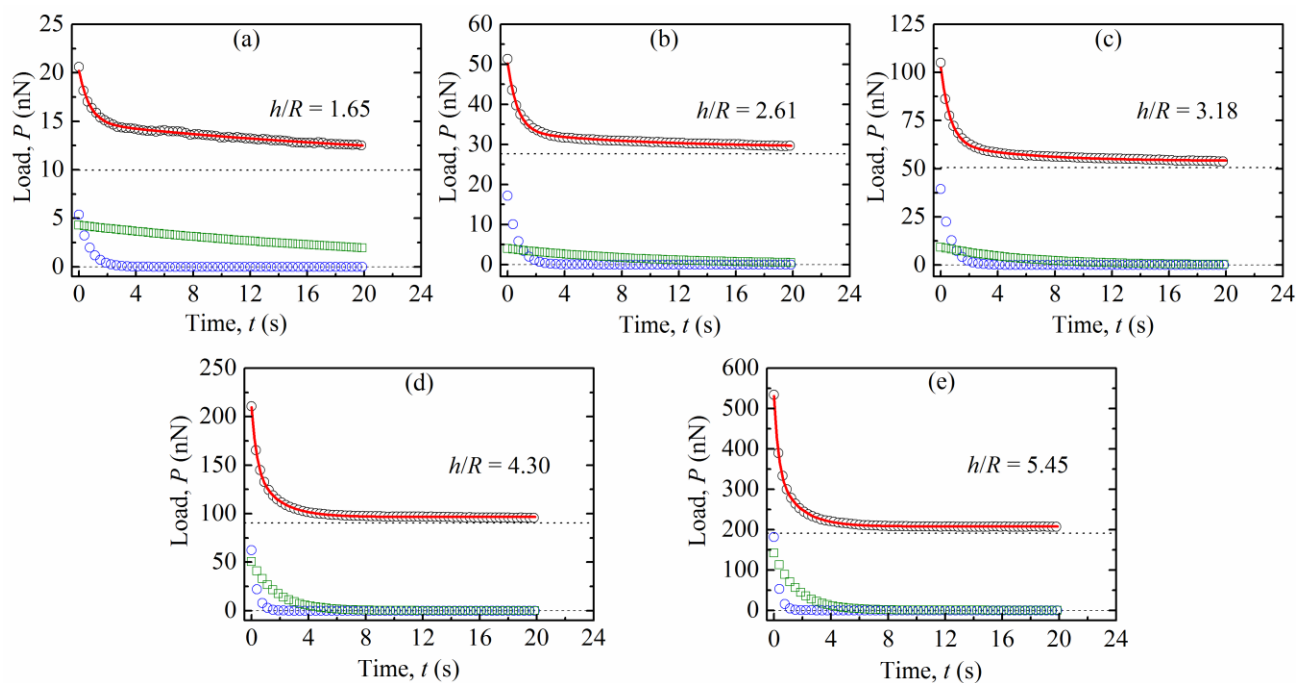 (a)
Load, P (nN)
25
20
15
10
5
0
h/R = 1.65
0 4 8 12 16 20 24
Time, t (s)
(b)
Load, P (nN)
60
50
40
30
20
10
0
h/R = 2.61
0 4 8 12 16 20 24
Time, t (s)
(c)
Load, P (nN)
125
100
75
50
25
0
h/R = 3.18
0 4 8 12 16 20 24
Time, t (s)
(d)
Load, P (nN)
250
200
150
100
50
0
h/R = 4.30
0 4 8 12 16 20 24
Time, t (s)
(e)
Load, P (nN)
600
500
400
300
200
100
0
h/R = 5.45
0 4 8 12 16 20 24
Time, t (s)